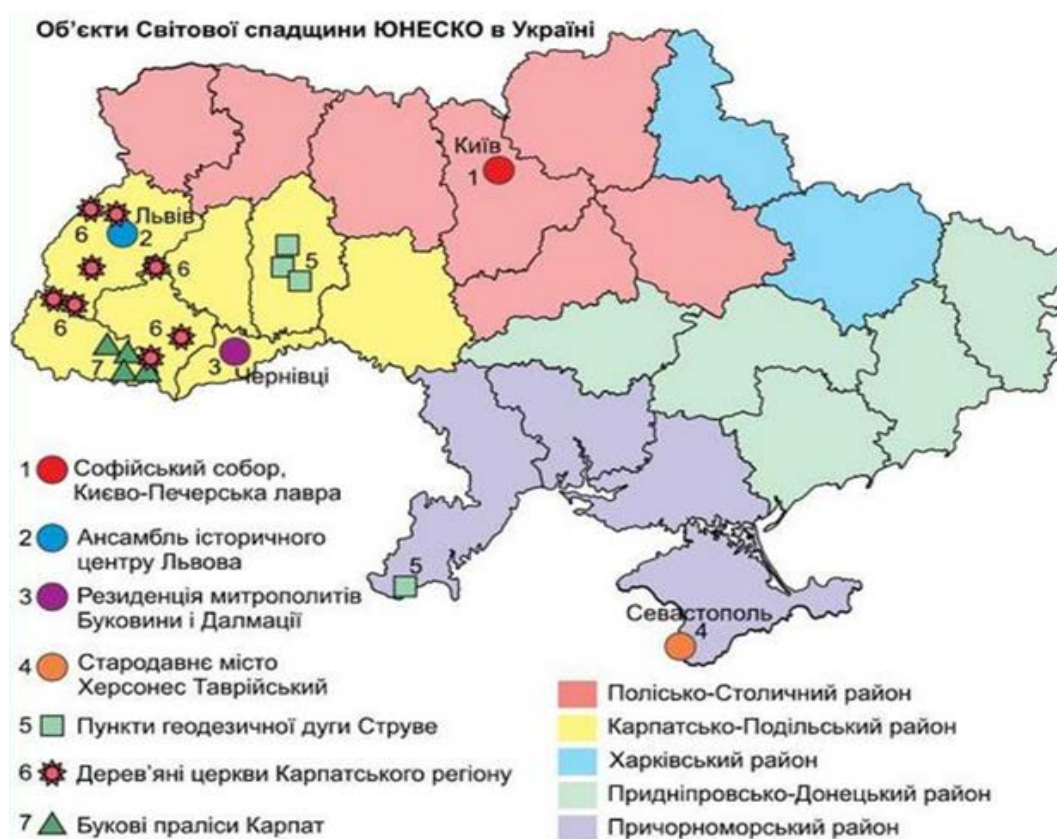 Об’єкти Світової спадщини ЮНЕСКО в Україні
Київ
1
Львів
6
2
6
5
6
6
7
3
Чернівці
5
Севастополь
4
1 Софійський собор,
Києво-Печерська лавра
2 Ансамбль історичного
центру Львова
3 Резиденція митрополитів
Буковини і Далмації
4 Стародавнє місто
Херсонес Таврійський
5 Пункти геодезичної дуги Струве
6 Дерев’яні церкви Карпатського регіону
7 Букові праліси Карпат
Полісько-Столичний район
Карпатсько-Подільський район
Харківський район
Придніпровсько-Донецький район
Причорноморський район